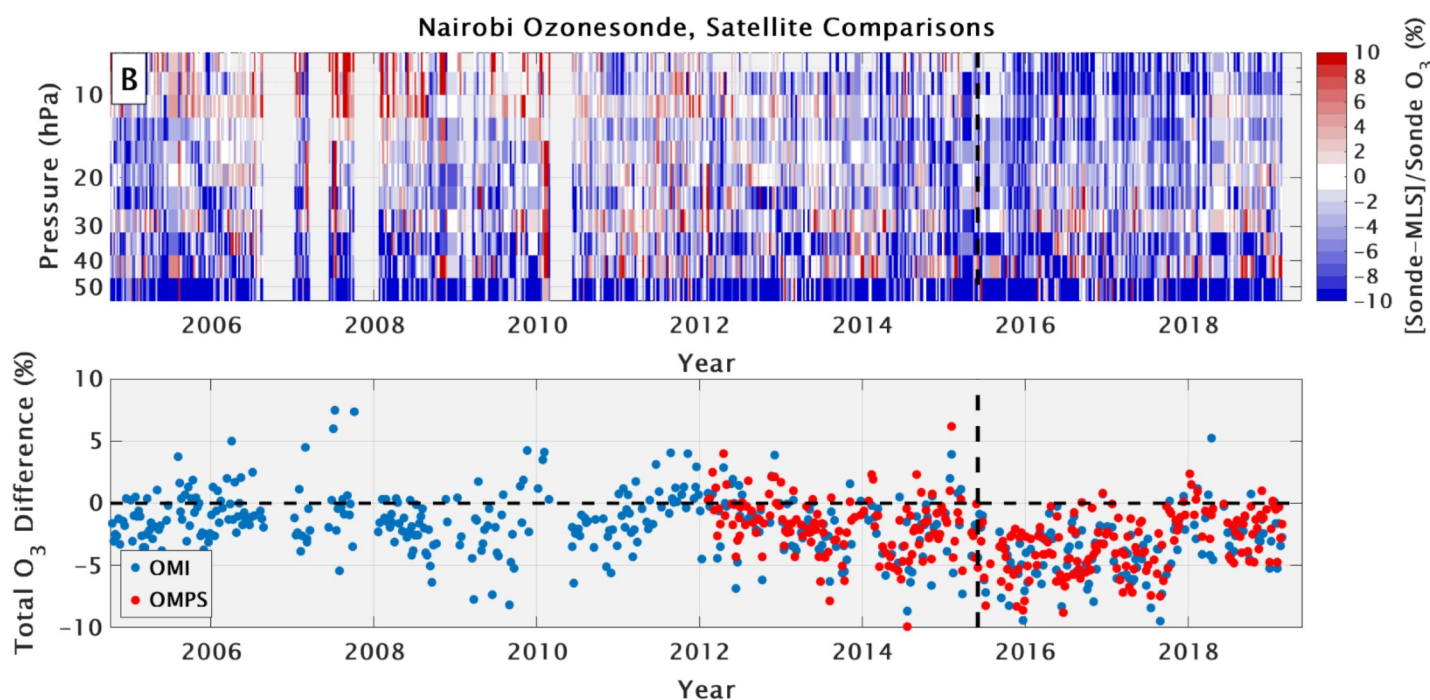 Nairobi Ozonesonde, Satellite Comparisons
B
Pressure (hPa)
10
20
30
40
50
2006 2008 2010 2012 2014 2016 2018
Year
10
8
6
4
2
0
−2
−4
−6
−8
−10
[Sonde−MLS]/Sonde O3 (%)
Total O3 Difference (%)
10
5
0
−5
−10
OMI
OMPS
2006 2008 2010 2012 2014 2016 2018
Year